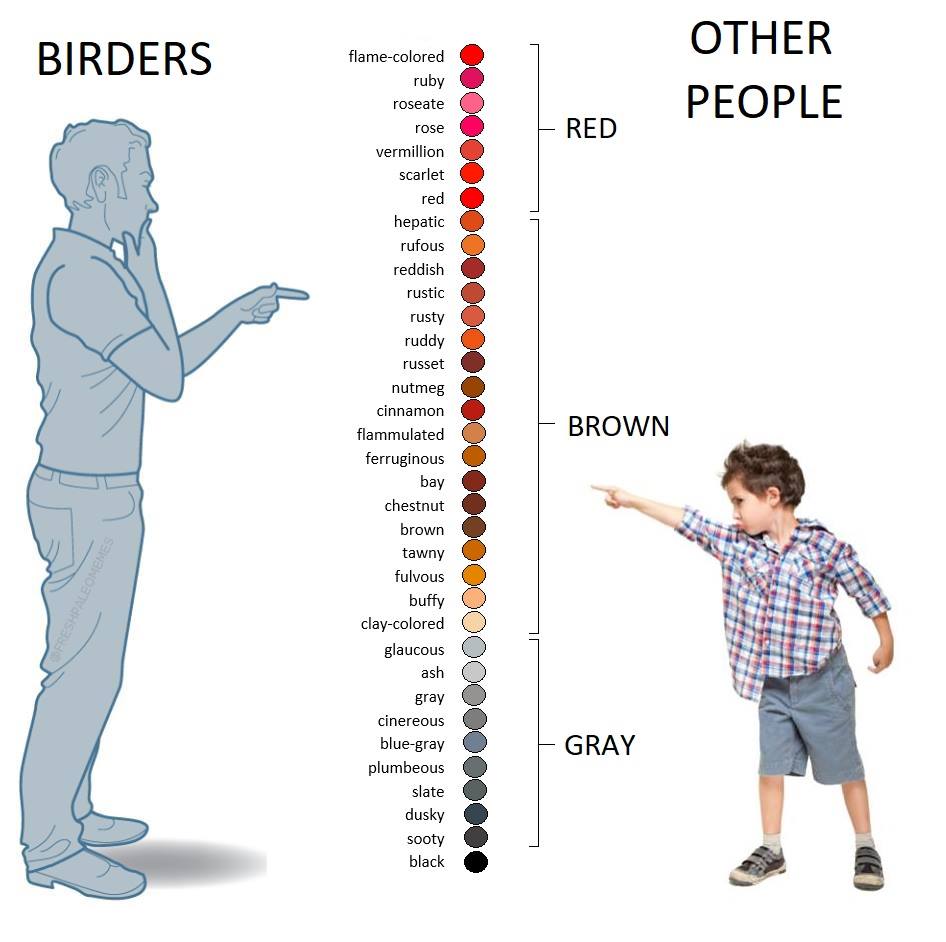 BIRDERS
OTHER
PEOPLE
flame-colored
ruby
roseate
rose
vermillion
scarlet
red
RED
hepatic
rufous
reddish
rustic
rusty
ruddy
russet
nutmeg
cinnamon
flammulated
ferruginous
bay
chestnut
brown
tawny
fulvous
buffy
clay-colored
BROWN
glaucous
ash
gray
cinereous
blue-gray
plumbeous
slate
dusky
sooty
GRAY
black
@FRESHPALEOMEMES